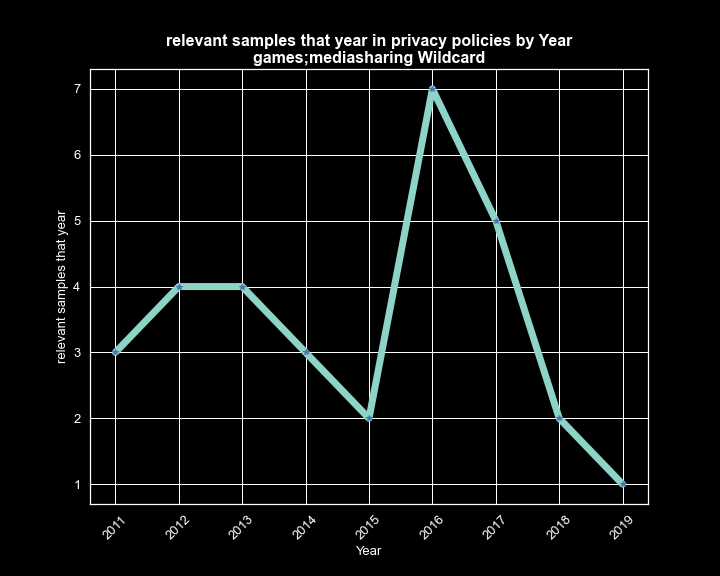 relevant samples that year in privacy policies by Year
games;mediasharing Wildcard
relevant samples that year
7
6
5
4
3
2
1
2011 2012 2013 2014 2015 2016 2017 2018 2019
Year